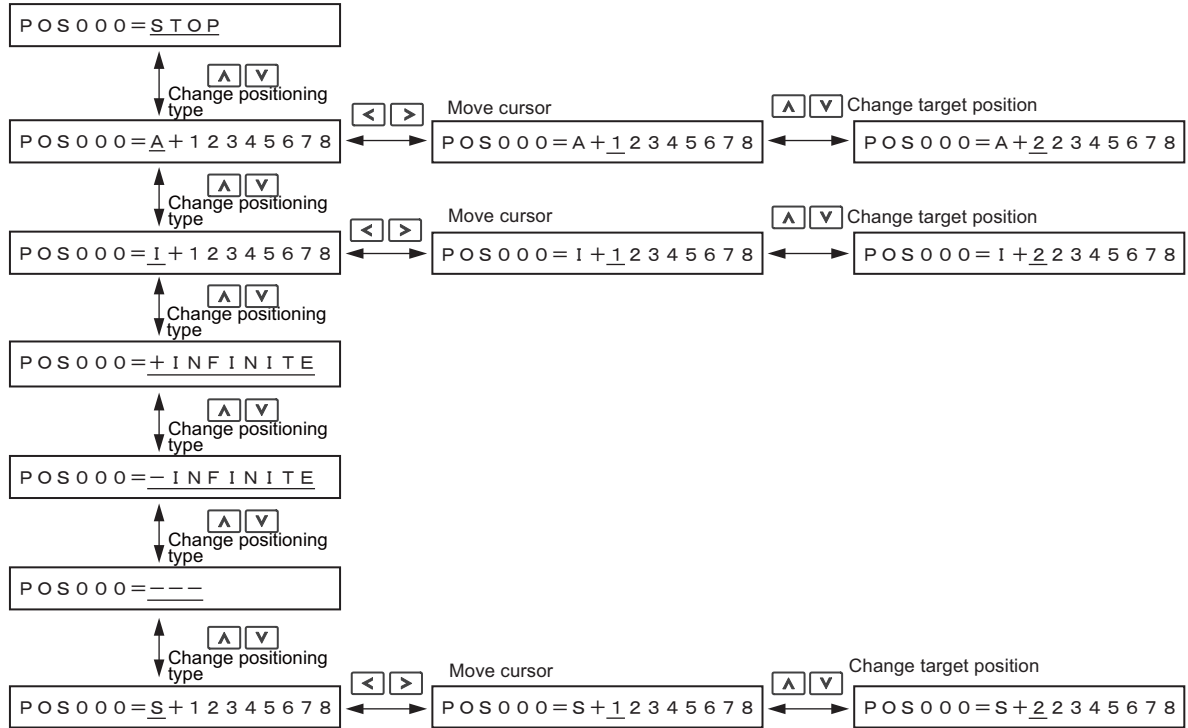 POS000=STOP
∧ ∨
Change positioning
type
POS000=A+12345678
< >
Move cursor
POS000=A+12345678
∧ ∨ Change target position
POS000=A+22345678
∧ ∨
Change positioning
type
POS000=I+12345678
< >
Move cursor
POS000=I+12345678
∧ ∨ Change target position
POS000=I+22345678
∧ ∨
Change positioning
type
POS000=+INFINITE
∧ ∨
Change positioning
type
POS000=-INFINITE
∧ ∨
Change positioning
type
POS000=---
∧ ∨
Change positioning
type
POS000=S+12345678
< >
Move cursor
POS000=S+12345678
∧ ∨ Change target position
POS000=S+22345678